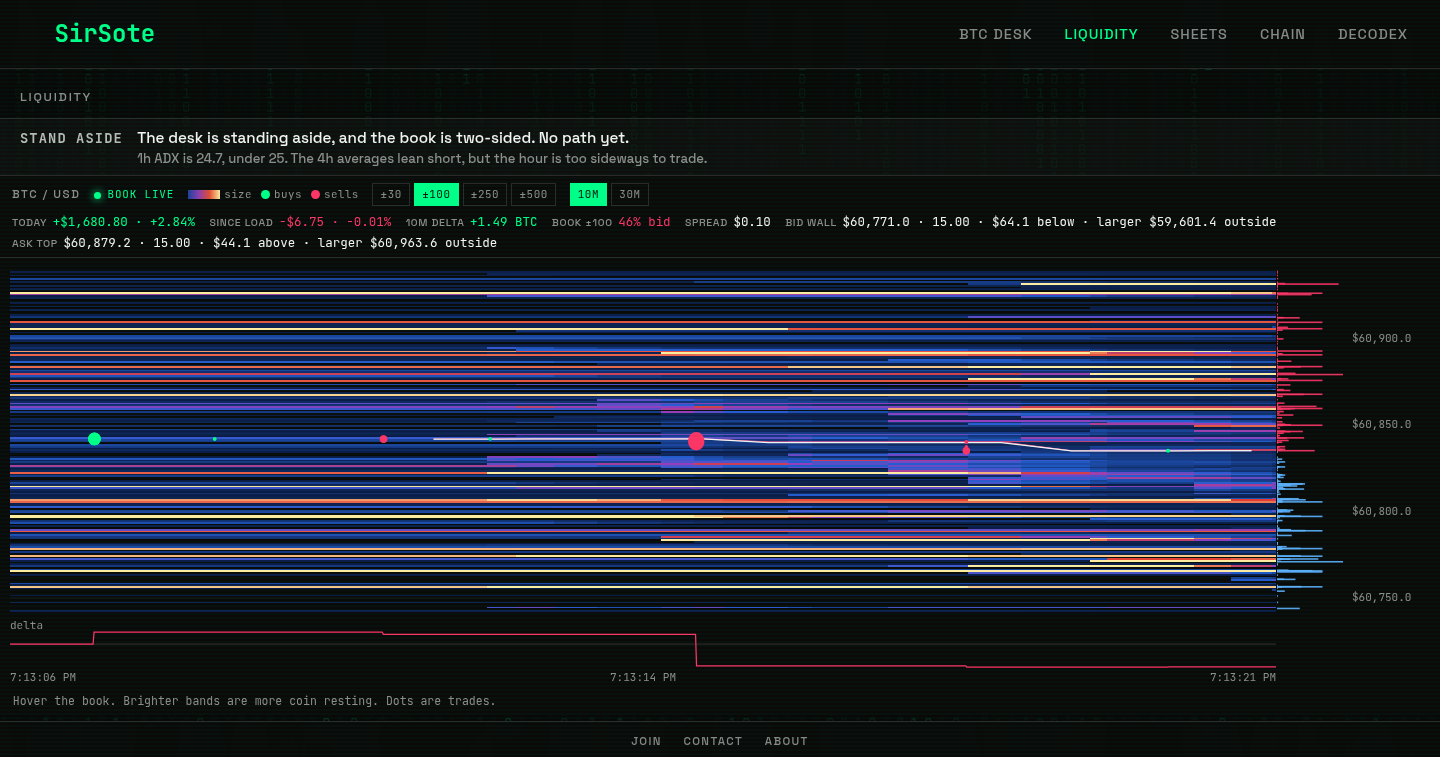 SirSote
BTC DESK LIQUIDITY SHEETS CHAIN DECODEX
LIQUIDITY
STAND ASIDE The desk is standing aside, and the book is two-sided. No path yet.
1h ADX is 24.7, under 25. The 4h averages lean short, but the hour is too sideways to trade.
BTC / USD BOOK LIVE size buys sells ±30 ±100 ±250 ±500 10M 30M
TODAY +$1,680.80 · +2.84% SINCE LOAD -$6.75 · -0.01% 10M DELTA +1.49 BTC BOOK ±100 46% bid SPREAD $0.10 BID WALL $60,771.0 · 15.00 · $64.1 below · larger $59,601.4 outside
ASK TOP $60,879.2 · 15.00 · $44.1 above · larger $60,963.6 outside
$60,900.0
$60,850.0
$60,800.0
$60,750.0
delta
7:13:06 PM 7:13:14 PM 7:13:21 PM
Hover the book. Brighter bands are more coin resting. Dots are trades.
JOIN CONTACT ABOUT